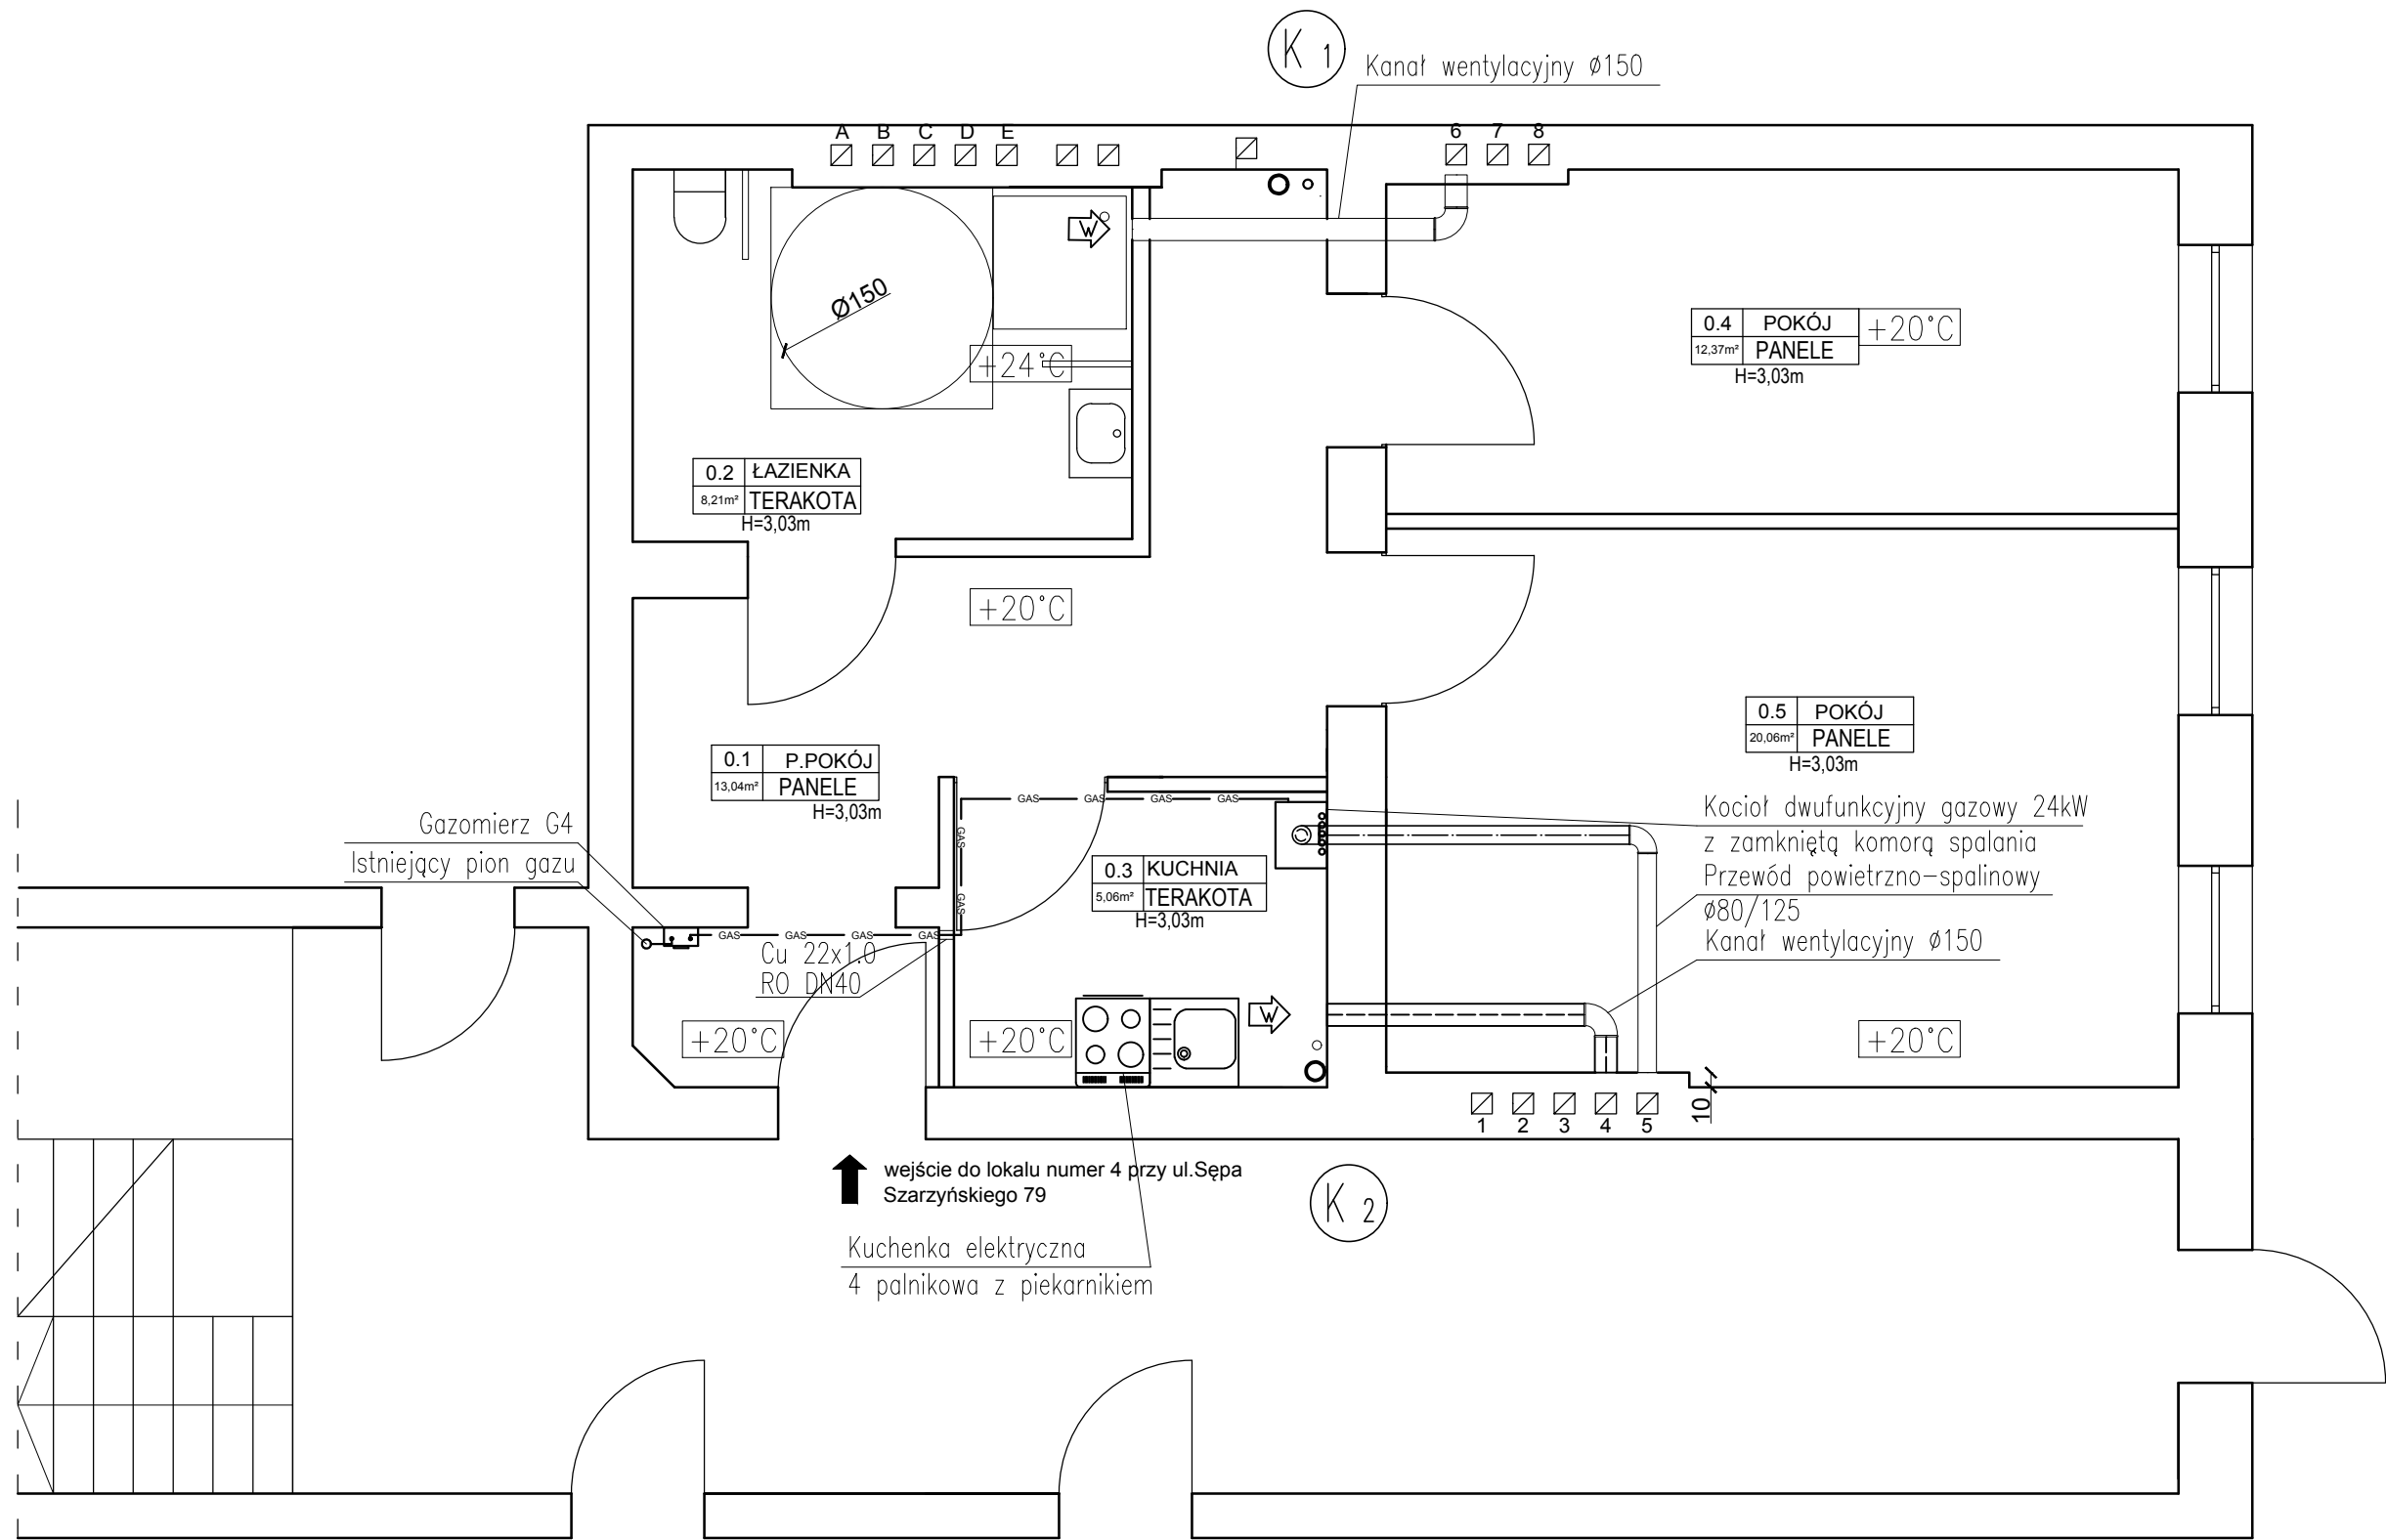 K 1
Kanał wentylacyjny ø150
A B C D E
6 7 8
W
Ø150
+24°C
0.4 POKÓJ
12,37m² PANELE
H=3,03m
+20°C
0.2 ŁAZIENKA
8,21m² TERAKOTA
H=3,03m
+20°C
0.5 POKÓJ
20,06m² PANELE
H=3,03m
0.1 P.POKÓJ
13,04m² PANELE
H=3,03m
GAS GAS GAS GAS
GAS
GAS
Gazomierz G4
Istniejący pion gazu
Kocioł dwufunkcyjny gazowy 24kW
z zamkniętą komorą spalania
Przewód powietrzno-spalinowy
ø80/125
Kanał wentylacyjny ø150
0.3 KUCHNIA
5,06m² TERAKOTA
H=3,03m
GAS GAS GAS GAS
Cu 22x1.0
RO DN40
W
+20°C
+20°C
+20°C
10
1 2 3 4 5
wejście do lokalu numer 4 przy ul.Sępa
Szarzyńskiego 79
K 2
Kuchenka elektryczna
4 palnikowa z piekarnikiem